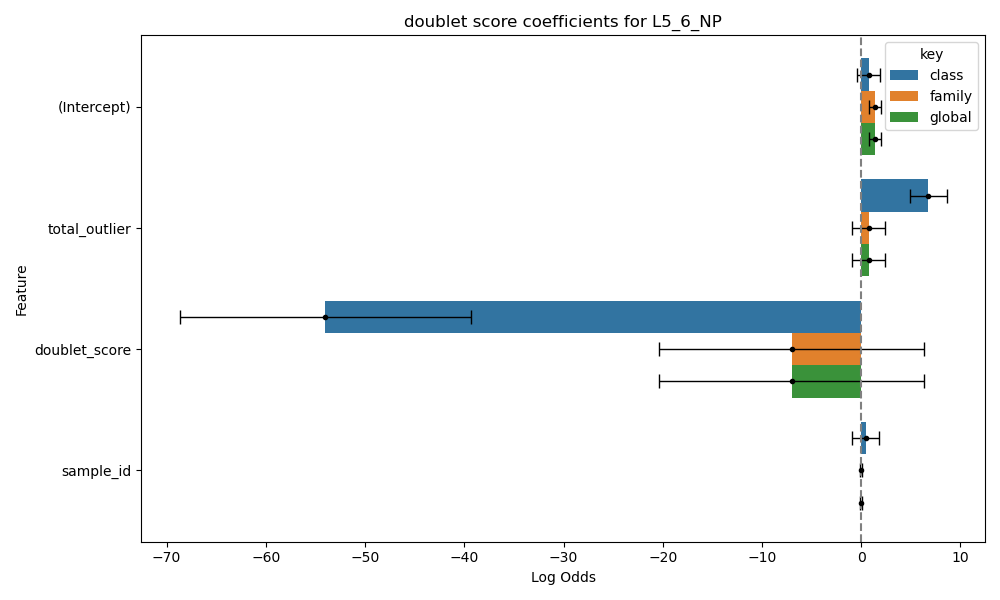 doublet score coefficients for L5_6_NP
key
class
family
global
(Intercept)
total_outlier
doublet_score
sample_id
Feature
−70 −60 −50 −40 −30 −20 −10 0 10
Log Odds